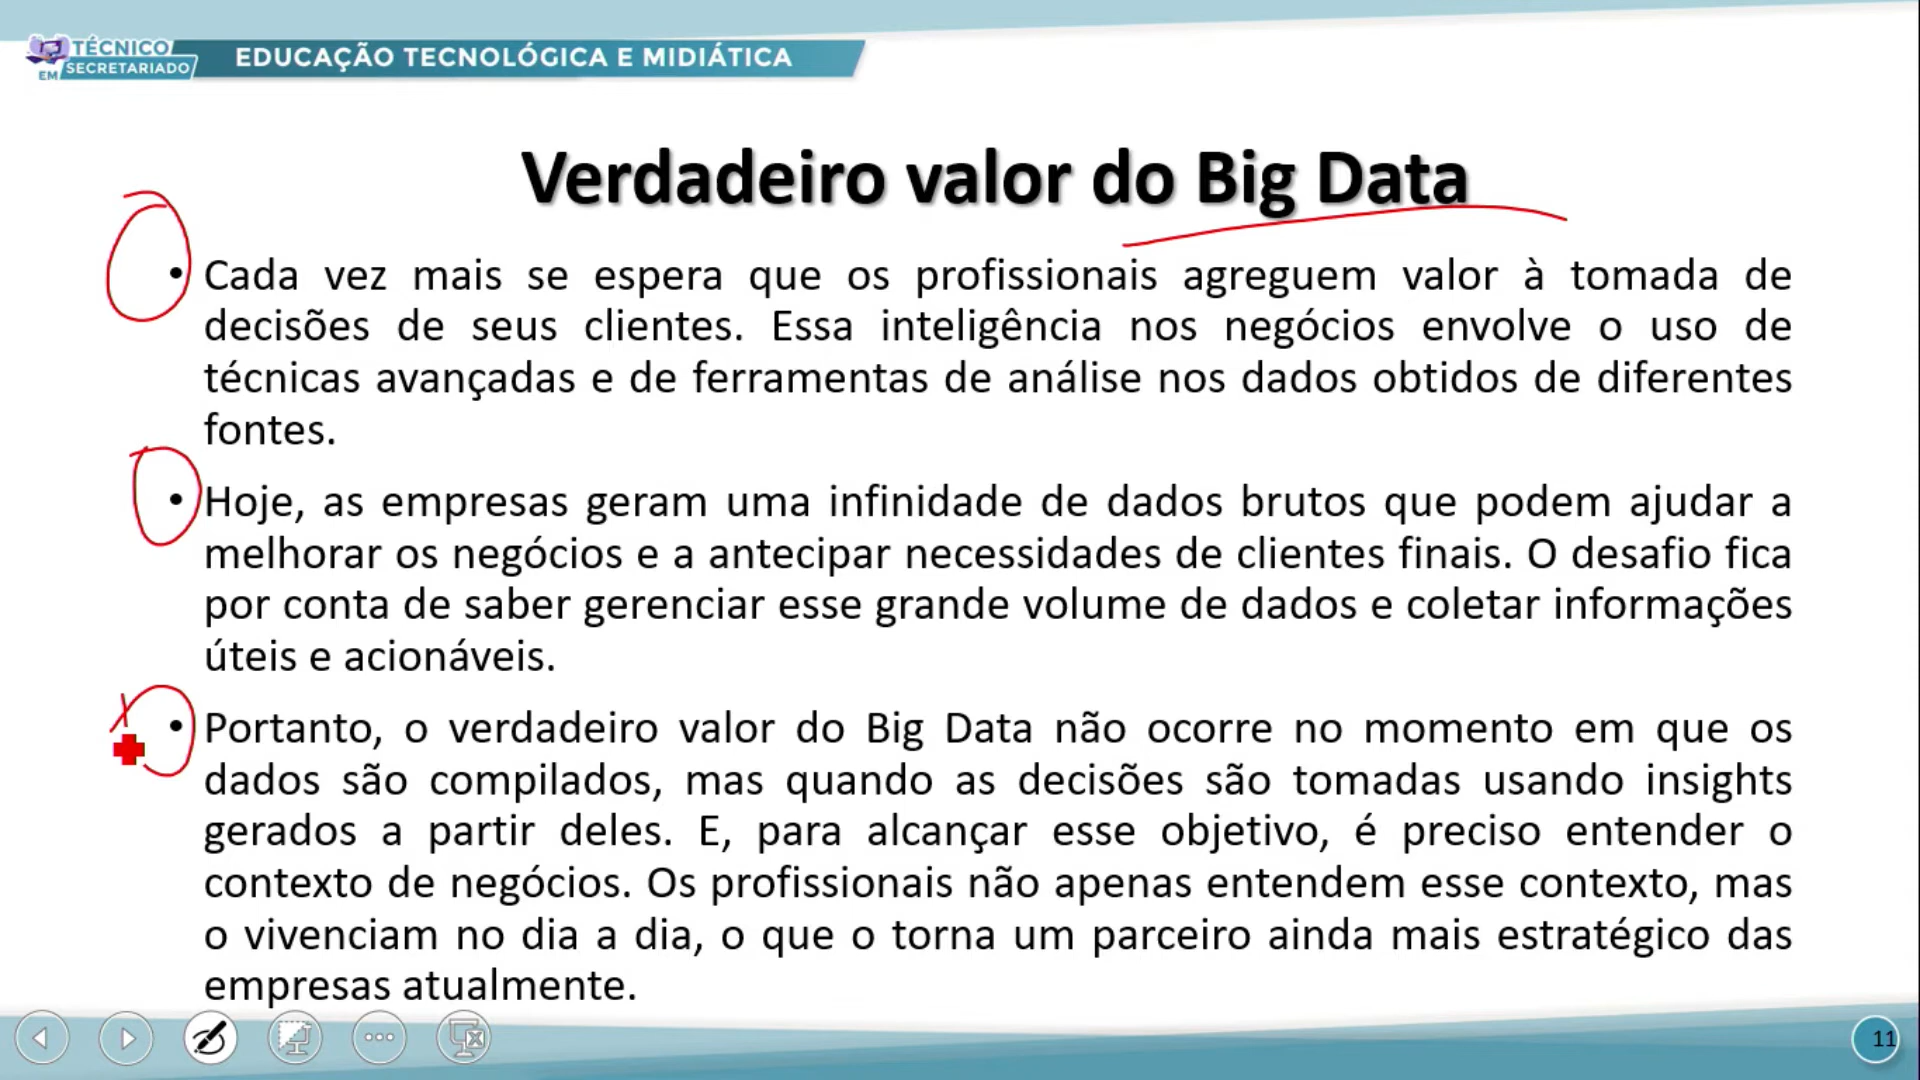 TÉCNICO
EM SECRETARIADO
EDUCAÇÃO TECNOLÓGICA E MIDIÁTICA
Verdadeiro valor do Big Data
• Cada vez mais se espera que os profissionais agreguem valor à tomada de
decisões de seus clientes. Essa inteligência nos negócios envolve o uso de
técnicas avançadas e de ferramentas de análise nos dados obtidos de diferentes
fontes.
• Hoje, as empresas geram uma infinidade de dados brutos que podem ajudar a
melhorar os negócios e a antecipar necessidades de clientes finais. O desafio fica
por conta de saber gerenciar esse grande volume de dados e coletar informações
úteis e acionáveis.
• Portanto, o verdadeiro valor do Big Data não ocorre no momento em que os
dados são compilados, mas quando as decisões são tomadas usando insights
gerados a partir deles. E, para alcançar esse objetivo, é preciso entender o
contexto de negócios. Os profissionais não apenas entendem esse contexto, mas
o vivenciam no dia a dia, o que o torna um parceiro ainda mais estratégico das
empresas atualmente.
11